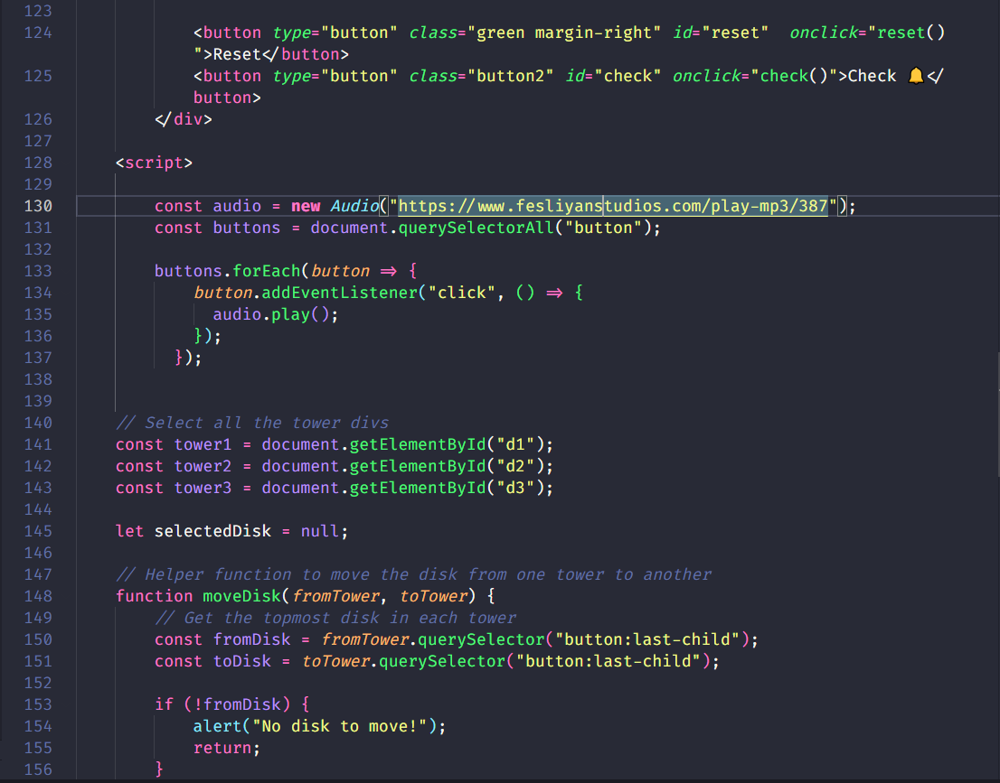 123
124 <button type="button" class="green margin-right" id="reset"  onclick="reset()
">Reset</button>
125 <button type="button" class="button2" id="check" onclick="check()">Check 🔔</
button>
126 </div>
127
128 <script>
129
130 const audio = new Audio("https://www.fesliyanstudios.com/play-mp3/387");
131 const buttons = document.querySelectorAll("button");
132
133 buttons.forEach(button => {
134 button.addEventListener("click", () => {
135 audio.play();
136 });
137 });
138
139
140 // Select all the tower divs
141 const tower1 = document.getElementById("d1");
142 const tower2 = document.getElementById("d2");
143 const tower3 = document.getElementById("d3");
144
145 let selectedDisk = null;
146
147 // Helper function to move the disk from one tower to another
148 function moveDisk(fromTower, toTower) {
149 // Get the topmost disk in each tower
150 const fromDisk = fromTower.querySelector("button:last-child");
151 const toDisk = toTower.querySelector("button:last-child");
152
153 if (!fromDisk) {
154 alert("No disk to move!");
155 return;
156 }